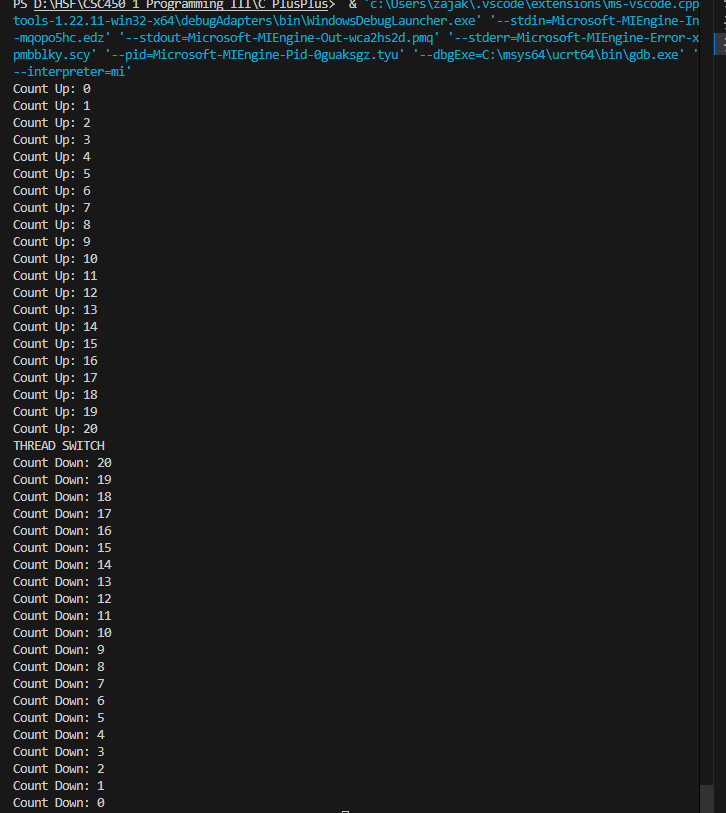 PS D:\HSF\CSC450 1 Programming III\C PlusPlus>  & 'c:\Users\zajak\.vscode\extensions\ms-vscode.cpp
tools-1.22.11-win32-x64\debugAdapters\bin\WindowsDebugLauncher.exe' '--stdin=Microsoft-MIEngine-In
-mqopo5hc.edz' '--stdout=Microsoft-MIEngine-Out-wca2hs2d.pmq' '--stderr=Microsoft-MIEngine-Error-x
pmbblky.scy' '--pid=Microsoft-MIEngine-Pid-0guaksgz.tyu' '--dbgExe=C:\msys64\ucrt64\bin\gdb.exe' '
--interpreter=mi'
Count Up: 0
Count Up: 1
Count Up: 2
Count Up: 3
Count Up: 4
Count Up: 5
Count Up: 6
Count Up: 7
Count Up: 8
Count Up: 9
Count Up: 10
Count Up: 11
Count Up: 12
Count Up: 13
Count Up: 14
Count Up: 15
Count Up: 16
Count Up: 17
Count Up: 18
Count Up: 19
Count Up: 20
THREAD SWITCH
Count Down: 20
Count Down: 19
Count Down: 18
Count Down: 17
Count Down: 16
Count Down: 15
Count Down: 14
Count Down: 13
Count Down: 12
Count Down: 11
Count Down: 10
Count Down: 9
Count Down: 8
Count Down: 7
Count Down: 6
Count Down: 5
Count Down: 4
Count Down: 3
Count Down: 2
Count Down: 1
Count Down: 0